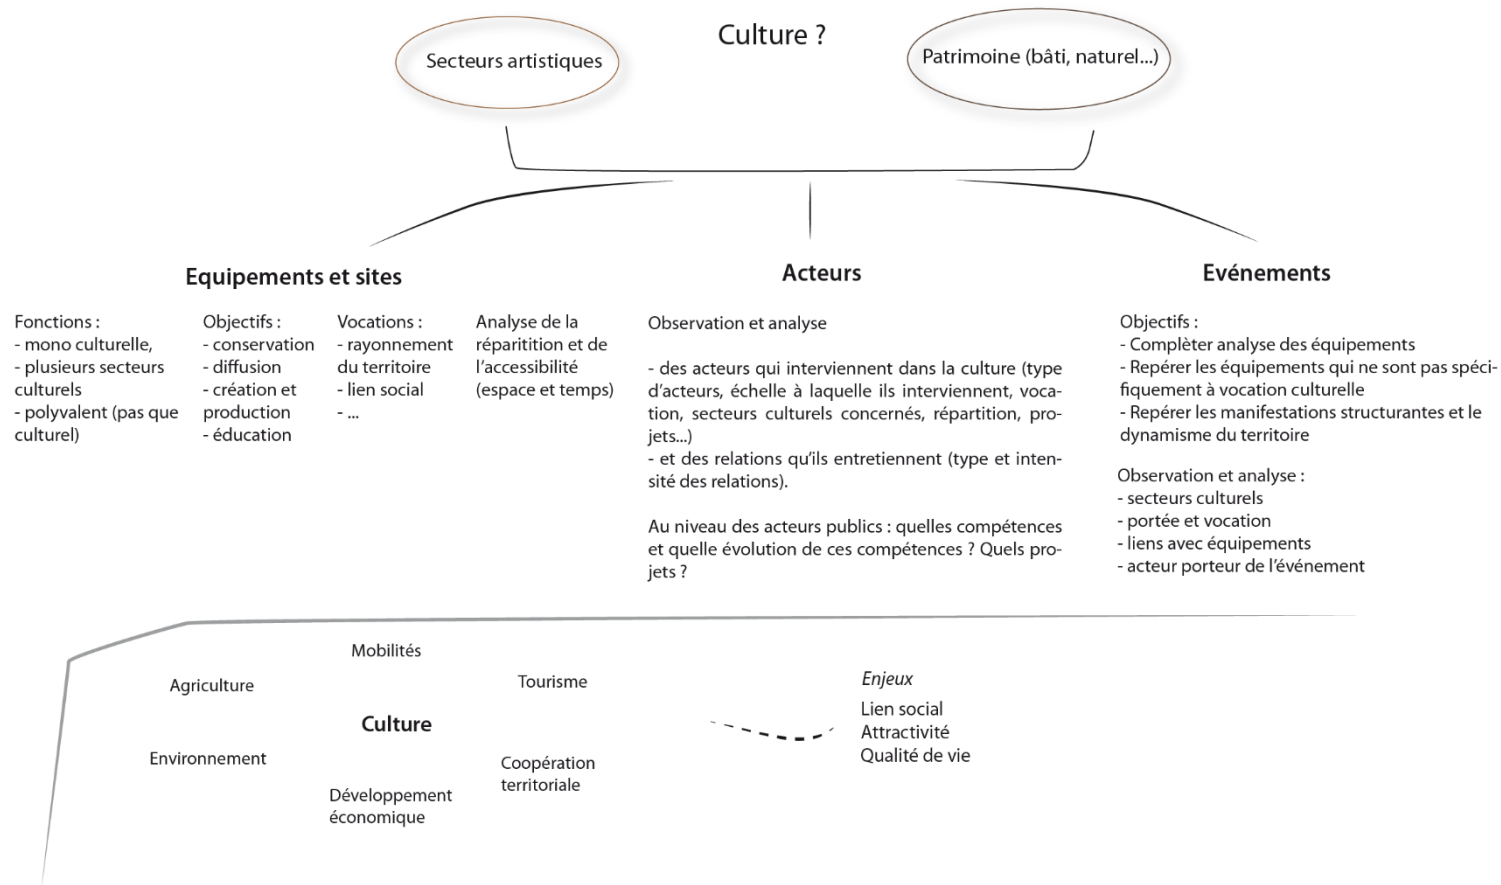 Culture ?
Secteurs artistiques
Patrimoine (bâti, naturel...)
Equipements et sites
Fonctions :
- mono culturelle,
- plusieurs secteurs
culturels
- polyvalent (pas que
culturel)
Objectifs :
- conservation
- diffusion
- création et
production
- éducation
Vocations :
- rayonnement
du territoire
- lien social
- ...
Analyse de la
réparitition et de
l'accessibilité
(espace et temps)
Acteurs
Observation et analyse
- des acteurs qui interviennent dans la culture (type
d'acteurs, échelle à laquelle ils interviennent, voca-
tion, secteurs culturels concernés, répartition, pro-
jets...)
- et des relations qu'ils entretiennent (type et inten-
sité des relations).
Au niveau des acteurs publics : quelles compétences
et quelle évolution de ces compétences ? Quels pro-
jets ?
Evénements
Objectifs :
- Complèter analyse des équipements
- Repérer les équipements qui ne sont pas spéci-
fiquement à vocation culturelle
- Repérer les manifestations structurantes et le
dynamisme du territoire
Observation et analyse :
- secteurs culturels
- portée et vocation
- liens avec équipements
- acteur porteur de l'événement
Mobilités
Agriculture
Tourisme
Culture
Environnement
Coopération
territoriale
Développement
économique
Enjeux
Lien social
Attractivité
Qualité de vie